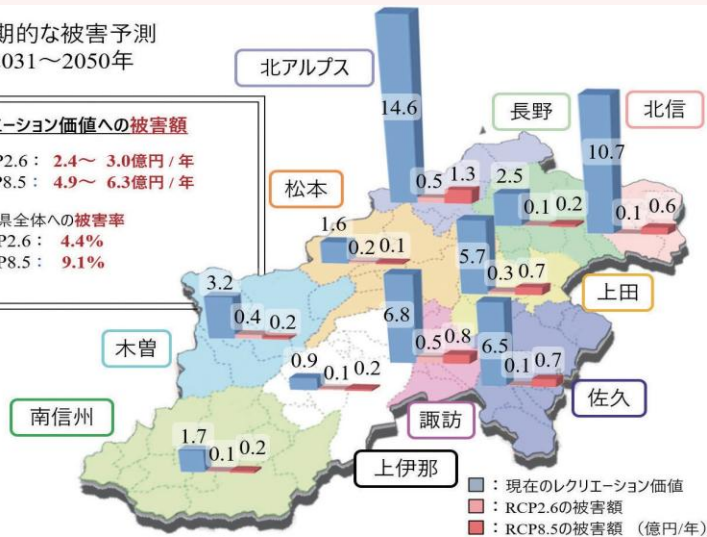 期的な被害予測
031～2050年
ーション価値への被害額
P2.6： 2.4～ 3.0億円 / 年
P8.5： 4.9～ 6.3億円 / 年
県全体への被害率
P2.6： 4.4%
P8.5： 9.1%
北アルプス
14.6
0.5
1.3
長野
2.5
0.1
0.2
北信
10.7
0.1
0.6
松本
1.6
0.2
0.1
5.7
0.3
0.7
上田
木曽
3.2
0.4
0.2
6.8
0.5
0.8
諏訪
6.5
0.1
0.7
佐久
0.9
0.1
0.2
上伊那
南信州
1.7
0.1
0.2
：現在のレクリエーション価値
：RCP2.6の被害額
：RCP8.5の被害額 （億円/年）